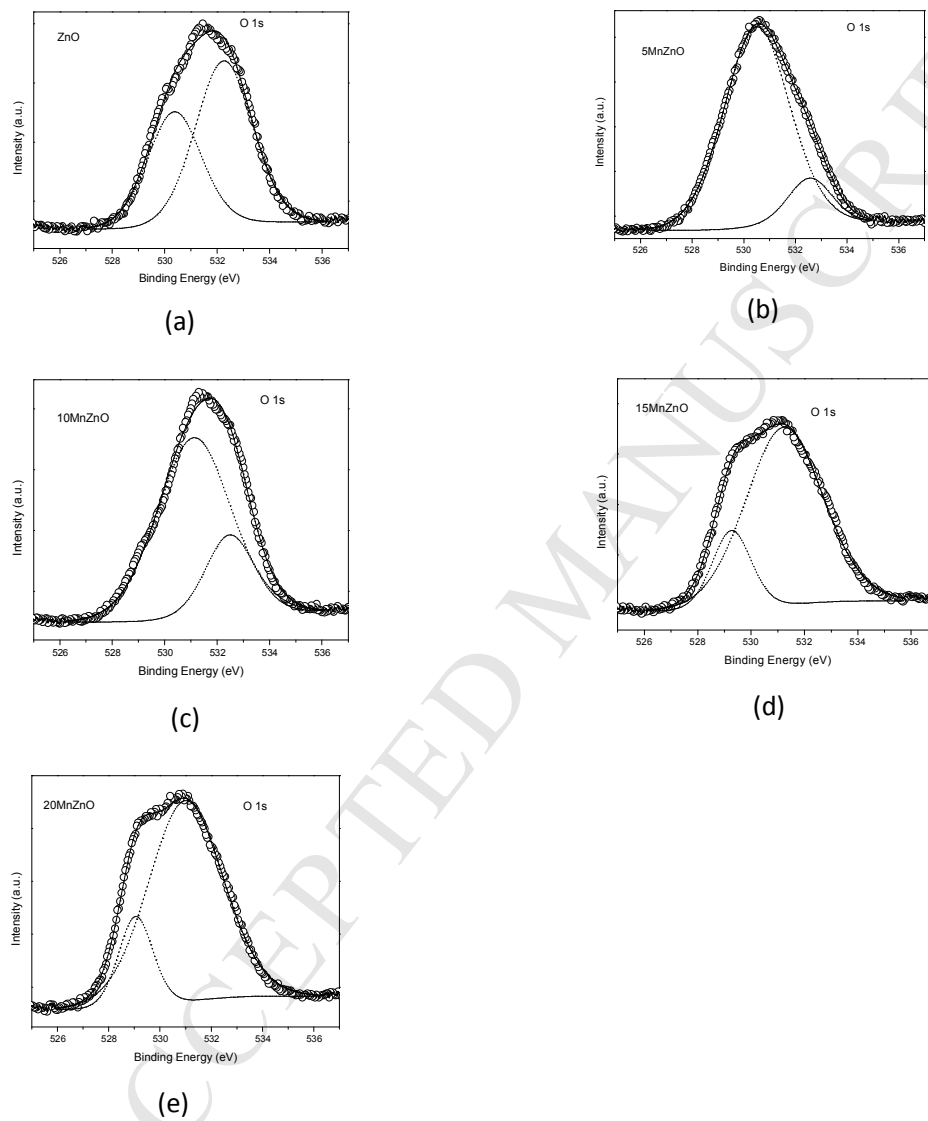 ZnO
O 1s
Intensity (a.u.)
526 528 530 532 534 536
Binding Energy (eV)
(a)
5MnZnO
O 1s
Intensity (a.u.)
526 528 530 532 534 536
Binding Energy (eV)
(b)
10MnZnO
O 1s
Intensity (a.u.)
526 528 530 532 534 536
Binding Energy (eV)
(c)
15MnZnO
O 1s
Intensity (a.u.)
526 528 530 532 534 536
Binding Energy (eV)
(d)
20MnZnO
O 1s
Intensity (a.u.)
526 528 530 532 534 536
Binding Energy (eV)
(e)
CCEPTED MANUSCRI